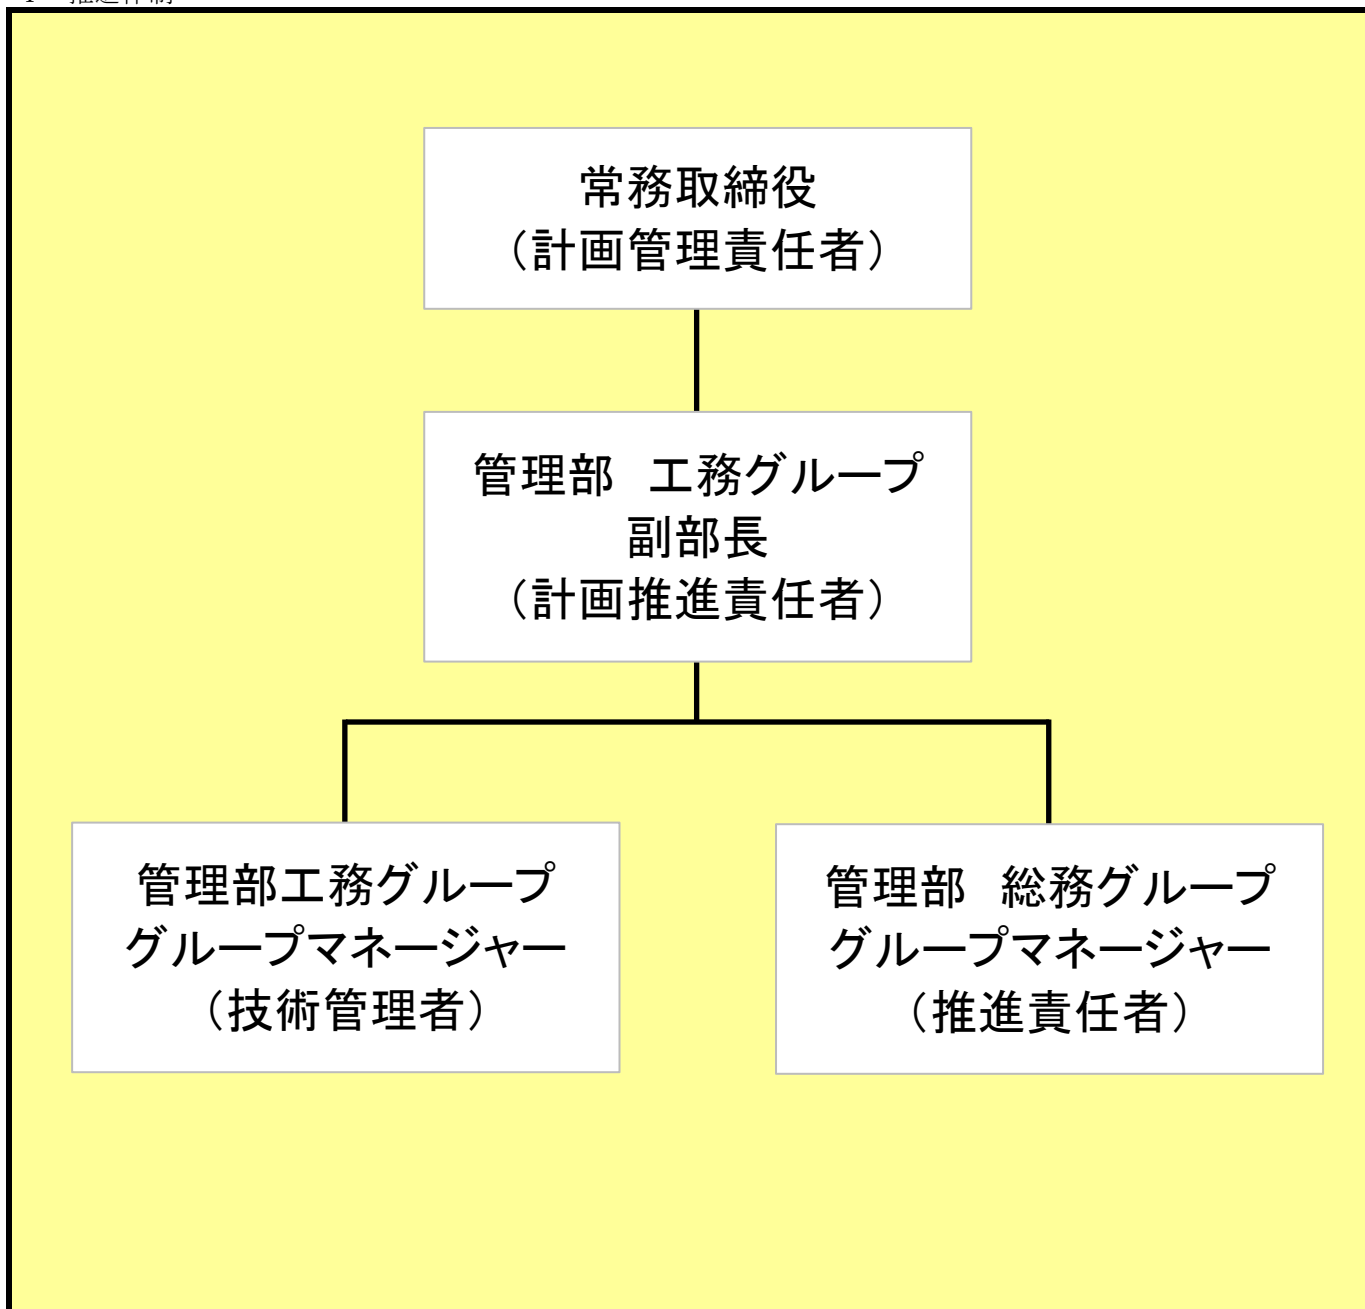 常務取締役
（計画管理責任者）
管理部　工務グループ
副部長
（計画推進責任者）
管理部工務グループ
グループマネージャー
（技術管理者）
管理部　総務グループ
グループマネージャー
（推進責任者）